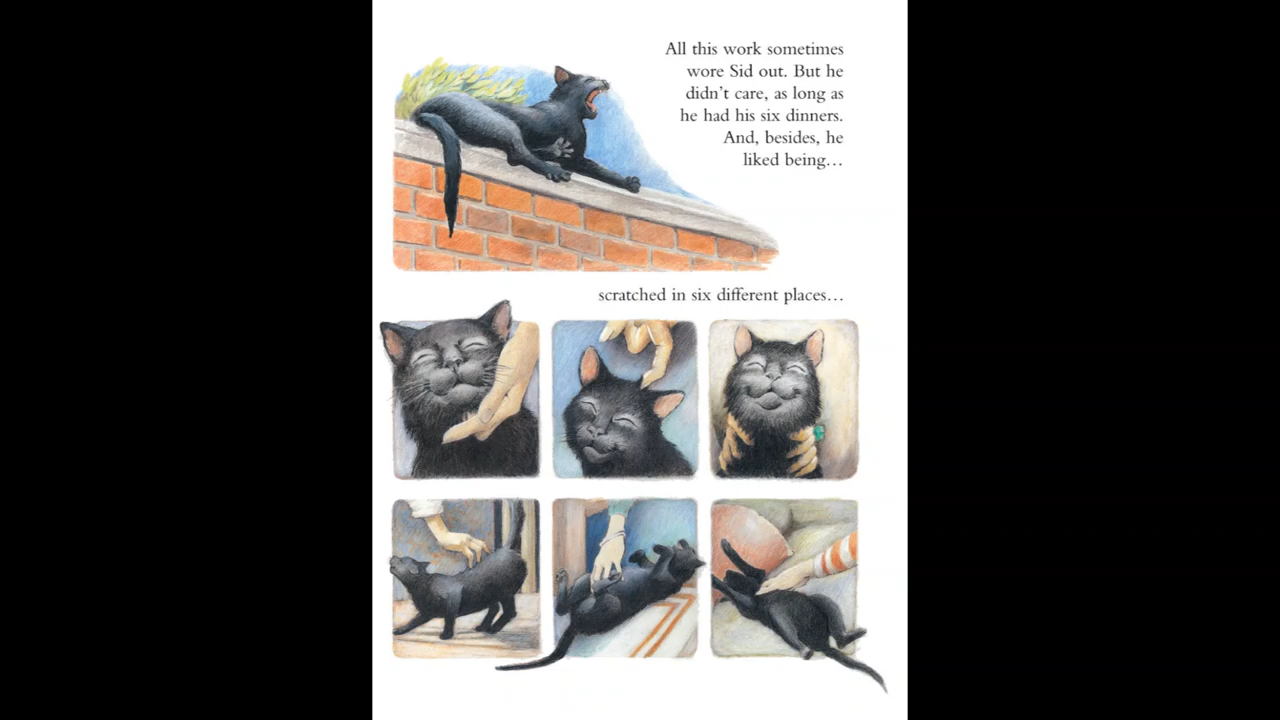 All this work sometimes
wore Sid out. But he
didn't care, as long as
he had his six dinners.
And, besides, he
liked being…
scratched in six different places…